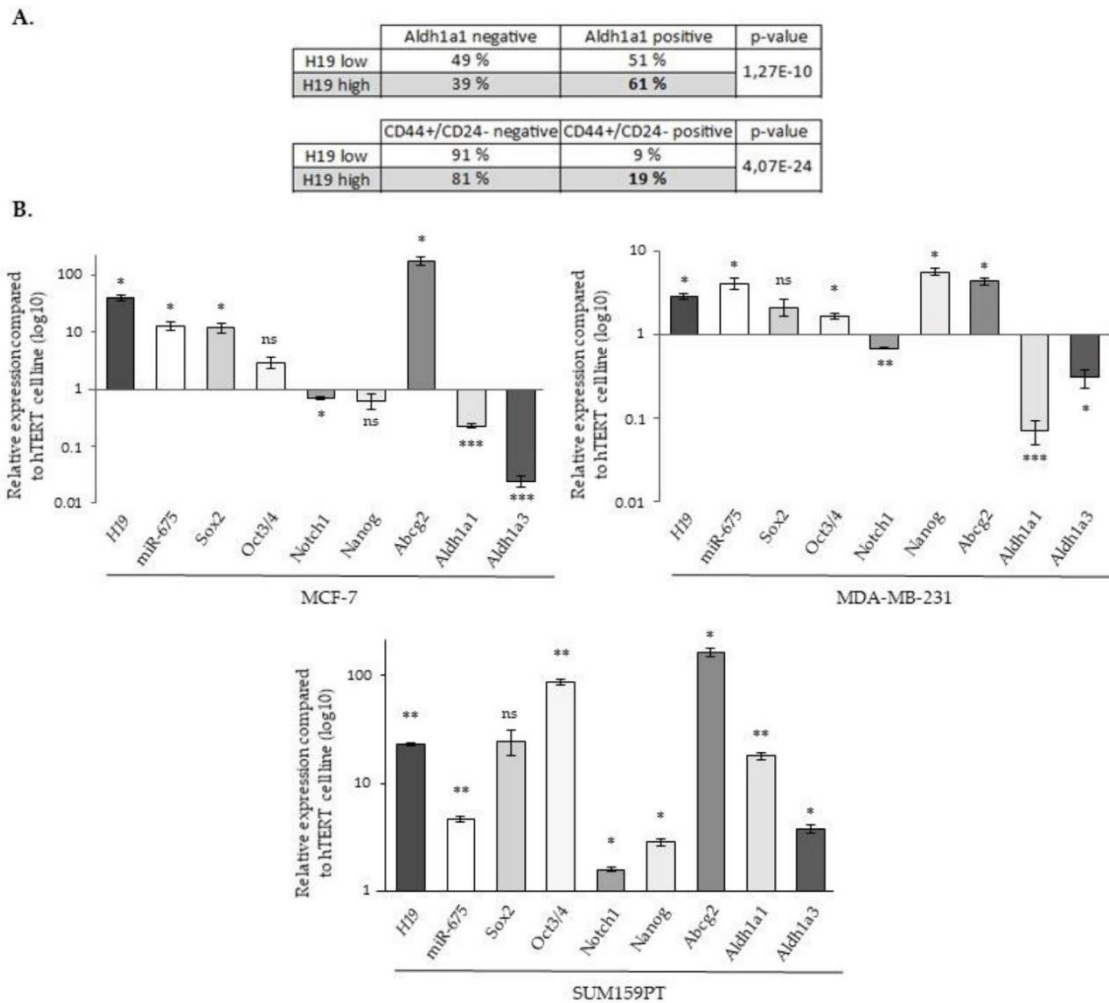 A.
Aldh1a1 negative Aldh1a1 positive p-value
H19 low 49 % 51 % 1,27E-10
H19 high 39 % 61 %
CD44+/CD24- negative CD44+/CD24- positive p-value
H19 low 91 % 9 % 4,07E-24
H19 high 81 % 19 %
B.
Relative expression compared
to hTERT cell line (log10)
100
10
1
0.1
0.01
* * * ns * ns * *** ***
H19 miR-675 Sox2 Oct3/4 Notch1 Nanog Abcg2 Aldh1a1 Aldh1a3
MCF-7
Relative expression compared
to hTERT cell line (log10)
10
1
0.1
0.01
* * ns * ** * * *** *
H19 miR-675 Sox2 Oct3/4 Notch1 Nanog Abcg2 Aldh1a1 Aldh1a3
MDA-MB-231
Relative expression compared
to hTERT cell line (log10)
100
10
1
** ** ns ** * * * ** *
H19 miR-675 Sox2 Oct3/4 Notch1 Nanog Abcg2 Aldh1a1 Aldh1a3
SUM159PT